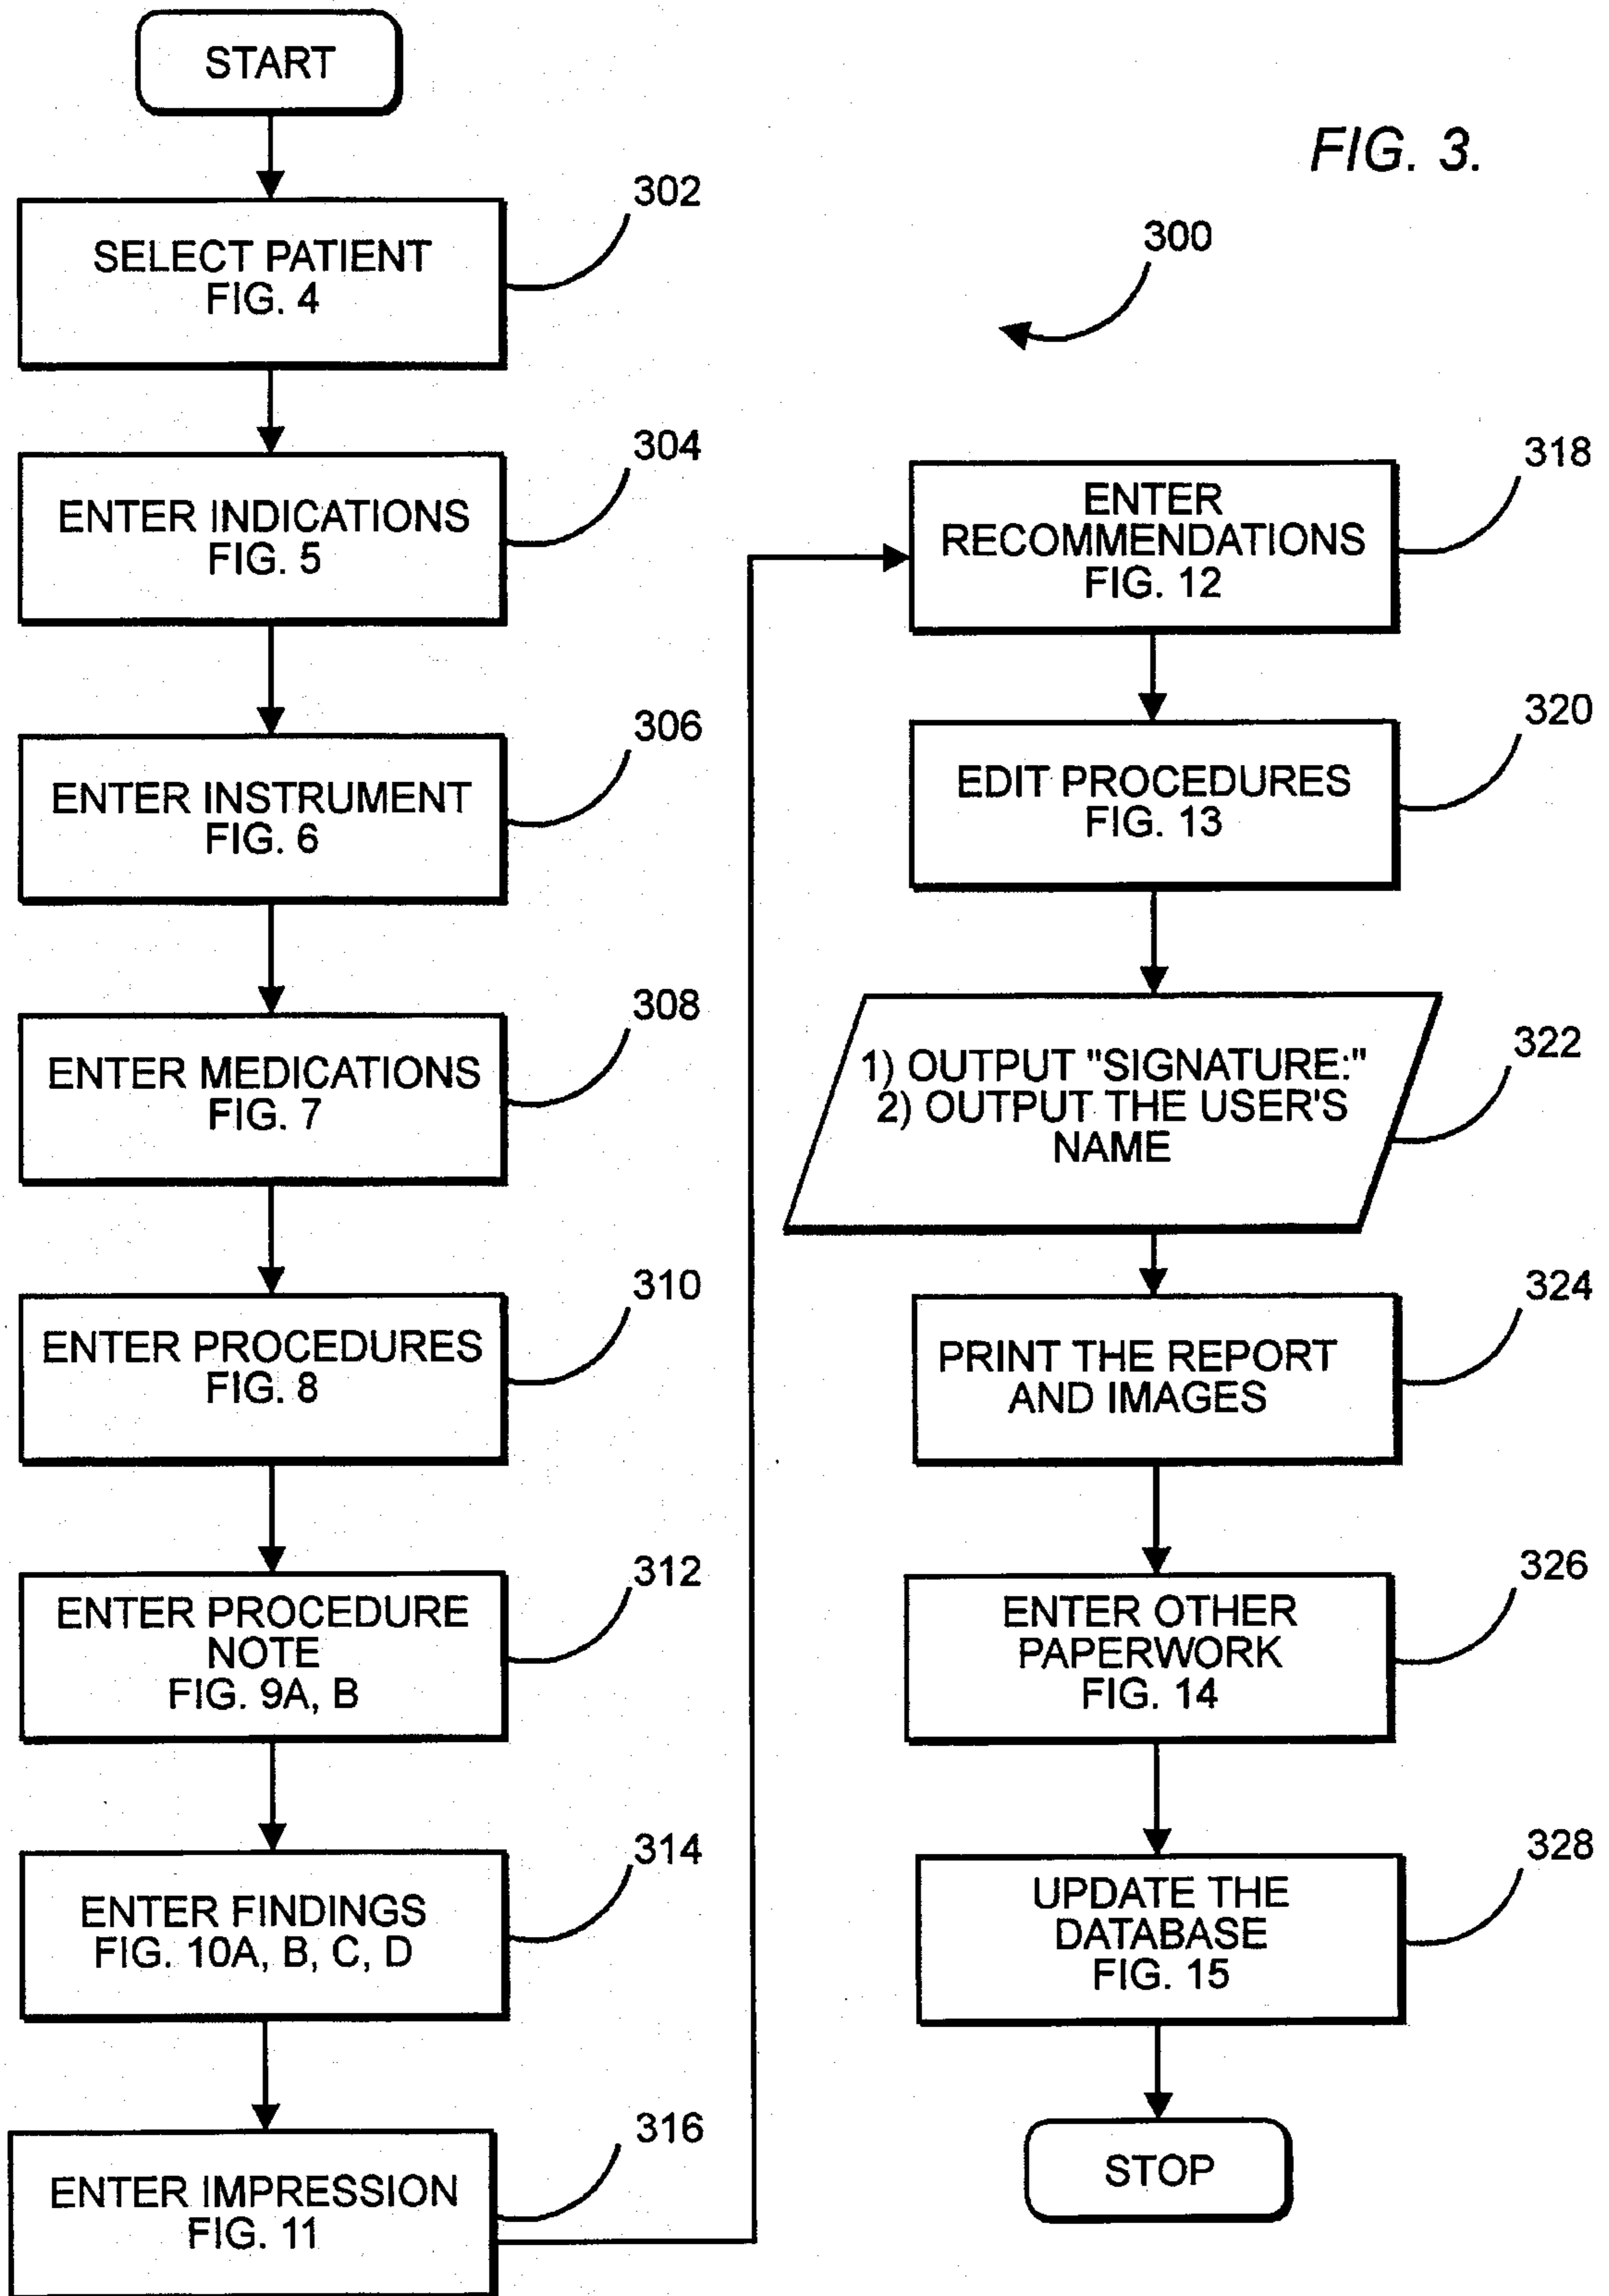 START
FIG. 3.
302
SELECT PATIENT
FIG. 4
300
304
ENTER INDICATIONS
FIG. 5
306
ENTER INSTRUMENT
FIG. 6
308
ENTER MEDICATIONS
FIG. 7
310
ENTER PROCEDURES
FIG. 8
312
ENTER PROCEDURE
NOTE
FIG. 9A, B
314
ENTER FINDINGS
FIG. 10A, B, C, D
316
ENTER IMPRESSION
FIG. 11
318
ENTER
RECOMMENDATIONS
FIG. 12
320
EDIT PROCEDURES
FIG. 13
322
1) OUTPUT "SIGNATURE:"
2) OUTPUT THE USER'S
NAME
324
PRINT THE REPORT
AND IMAGES
326
ENTER OTHER
PAPERWORK
FIG. 14
328
UPDATE THE
DATABASE
FIG. 15
STOP